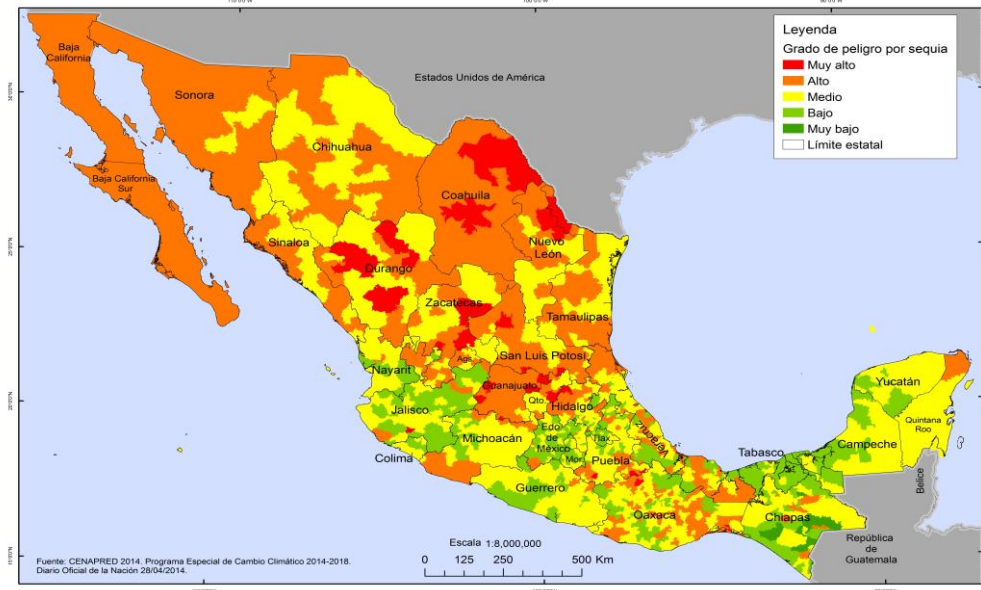 Baja
California
Sonora
Chihuahua
Estados Unidos de América
Leyenda
Grado de peligro por sequia
Muy alto
Alto
Medio
Bajo
Muy bajo
Límite estatal
Baja California
Sur
Coahuila
Sinaloa
Nuevo
León
Durango
Zacatecas
Tamaulipas
San Luis Potosí
Ags.
Nayarit
Guanajuato
Qto.
Hidalgo
Jalisco
Yucatán
Quintana
Roo
Campeche
Michoacán
Edo
de
México
Tlax.
Veracruz
Mor.
Puebla
Colima
Tabasco
Belice
Guerrero
Oaxaca
Chiapas
República
de
Guatemala
Escala 1:8,000,000
0 125 250 500 Km
Fuente: CENAPRED 2014. Programa Especial de Cambio Climático 2014-2018.
Diario Oficial de la Nación 28/04/2014.